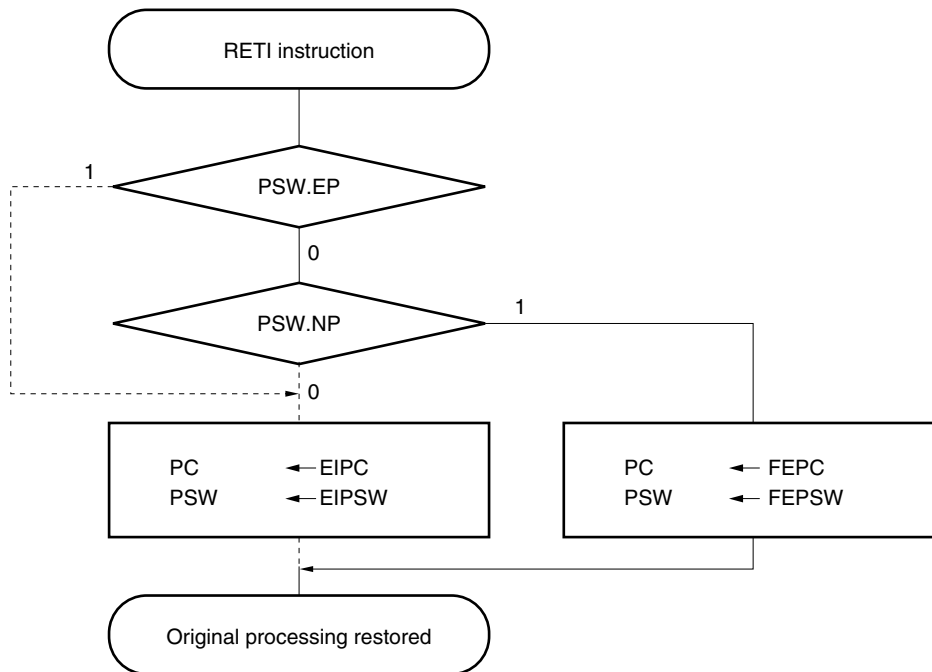 RETI instruction
1
PSW.EP
0
1
PSW.NP
0
PC EIPC
PSW EIPSW
PC FEPC
PSW FEPSW
Original processing restored